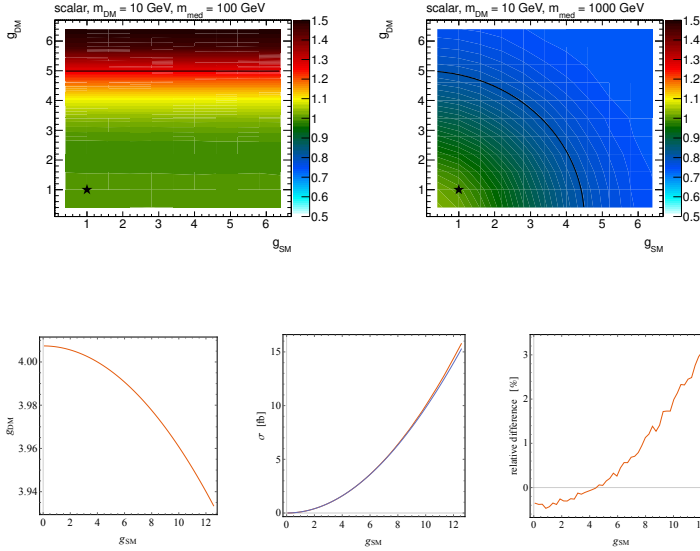 scalar, m_DM = 10 GeV, m_med = 100 GeV
g_DM
6
5
4
3
2
1
1 2 3 4 5 6
g_SM
1.5
1.4
1.3
1.2
1.1
1
0.9
0.8
0.7
0.6
0.5
scalar, m_DM = 10 GeV, m_med = 1000 GeV
g_DM
6
5
4
3
2
1
1 2 3 4 5 6
g_SM
1.5
1.4
1.3
1.2
1.1
1
0.9
0.8
0.7
0.6
0.5
g_DM
4.00
3.98
3.96
3.94
0 2 4 6 8 10 12
g_SM
σ [fb]
15
10
5
0
0 2 4 6 8 10 12
g_SM
relative difference [%]
3
2
1
0
0 2 4 6 8 10 12
g_SM